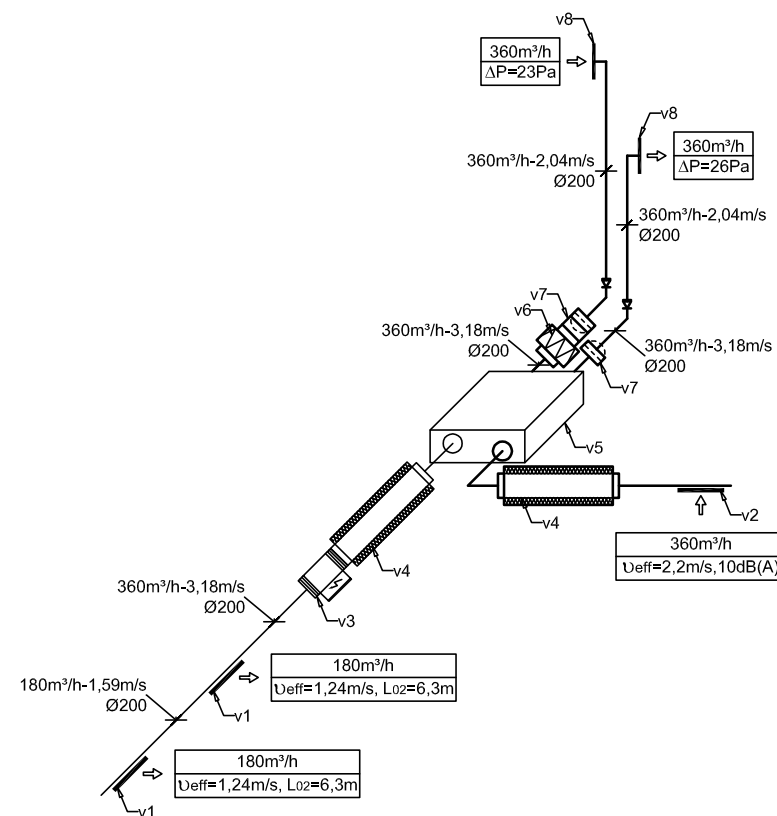 v8
360m³/h
ΔP=23Pa
v8
360m³/h
ΔP=26Pa
360m³/h-2,04m/s
Ø200
360m³/h-2,04m/s
Ø200
v7
v6
360m³/h-3,18m/s
Ø200
360m³/h-3,18m/s
Ø200
v7
v5
v4
v2
360m³/h
υeff=2,2m/s,10dB(A)
v4
v3
360m³/h-3,18m/s
Ø200
180m³/h
υeff=1,24m/s, L02=6,3m
v1
180m³/h-1,59m/s
Ø200
180m³/h
υeff=1,24m/s, L02=6,3m
v1